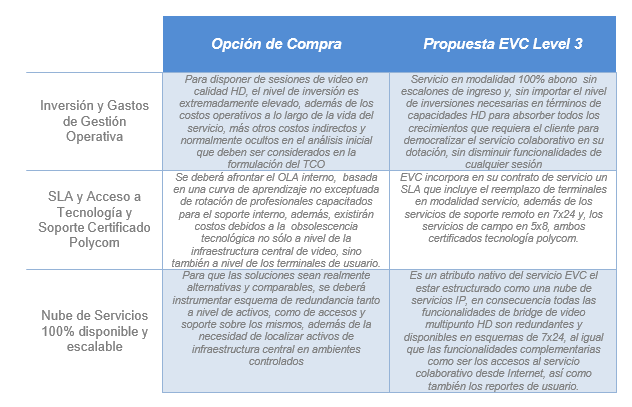 Opción de Compra
Propuesta EVC Level 3
Inversión y Gastos
de Gestión
Operativa
Para disponer de sesiones de video en
calidad HD, el nivel de inversión es
extremadamente elevado, además de los
costos operativos a lo largo de la vida del
servicio, más otros costos indirectos y
normalmente ocultos en el análisis inicial
que deben ser considerados en la
formulación del TCO
Servicio en modalidad 100% abono sin
escalones de ingreso y, sin importar el nivel
de inversiones necesarias en términos de
capacidades HD para absorber todos los
crecimientos que requiera el cliente para
democratizar el servicio colaborativo en su
dotación, sin disminuir funcionalidades de
cualquier sesión
SLA y Acceso a
Tecnología y
Soporte Certificado
Polycom
Se deberá afrontar el OLA interno, basada
en una curva de aprendizaje no exceptuada
de rotación de profesionales capacitados
para el soporte interno, además, existirán
costos debidos a la obsolescencia
tecnológica no sólo a nivel de la
infraestructura central de video, sino
también a nivel de los terminales de usuario.
EVC incorpora en su contrato de servicio un
SLA que incluye el reemplazo de terminales
en modalidad servicio, además de los
servicios de soporte remoto en 7x24 y, los
servicios de campo en 5x8, ambos
certificados tecnología polycom.
Nube de Servicios
100% disponible y
escalable
Para que las soluciones sean realmente
alternativas y comparables, se deberá
instrumentar esquema de redundancia tanto
a nivel de activos, como de accesos y
soporte sobre los mismos, además de la
necesidad de localizar activos de
infraestructura central en ambientes
controlados
Es un atributo nativo del servicio EVC el
estar estructurado como una nube de
servicios IP, en consecuencia todas las
funcionalidades de bridge de video
multipunto HD son redundantes y
disponibles en esquemas de 7x24, al igual
que las funcionalidades complementarias
como ser los accesos al servicio
colaborativo desde Internet, así como
también los reportes de usuario.